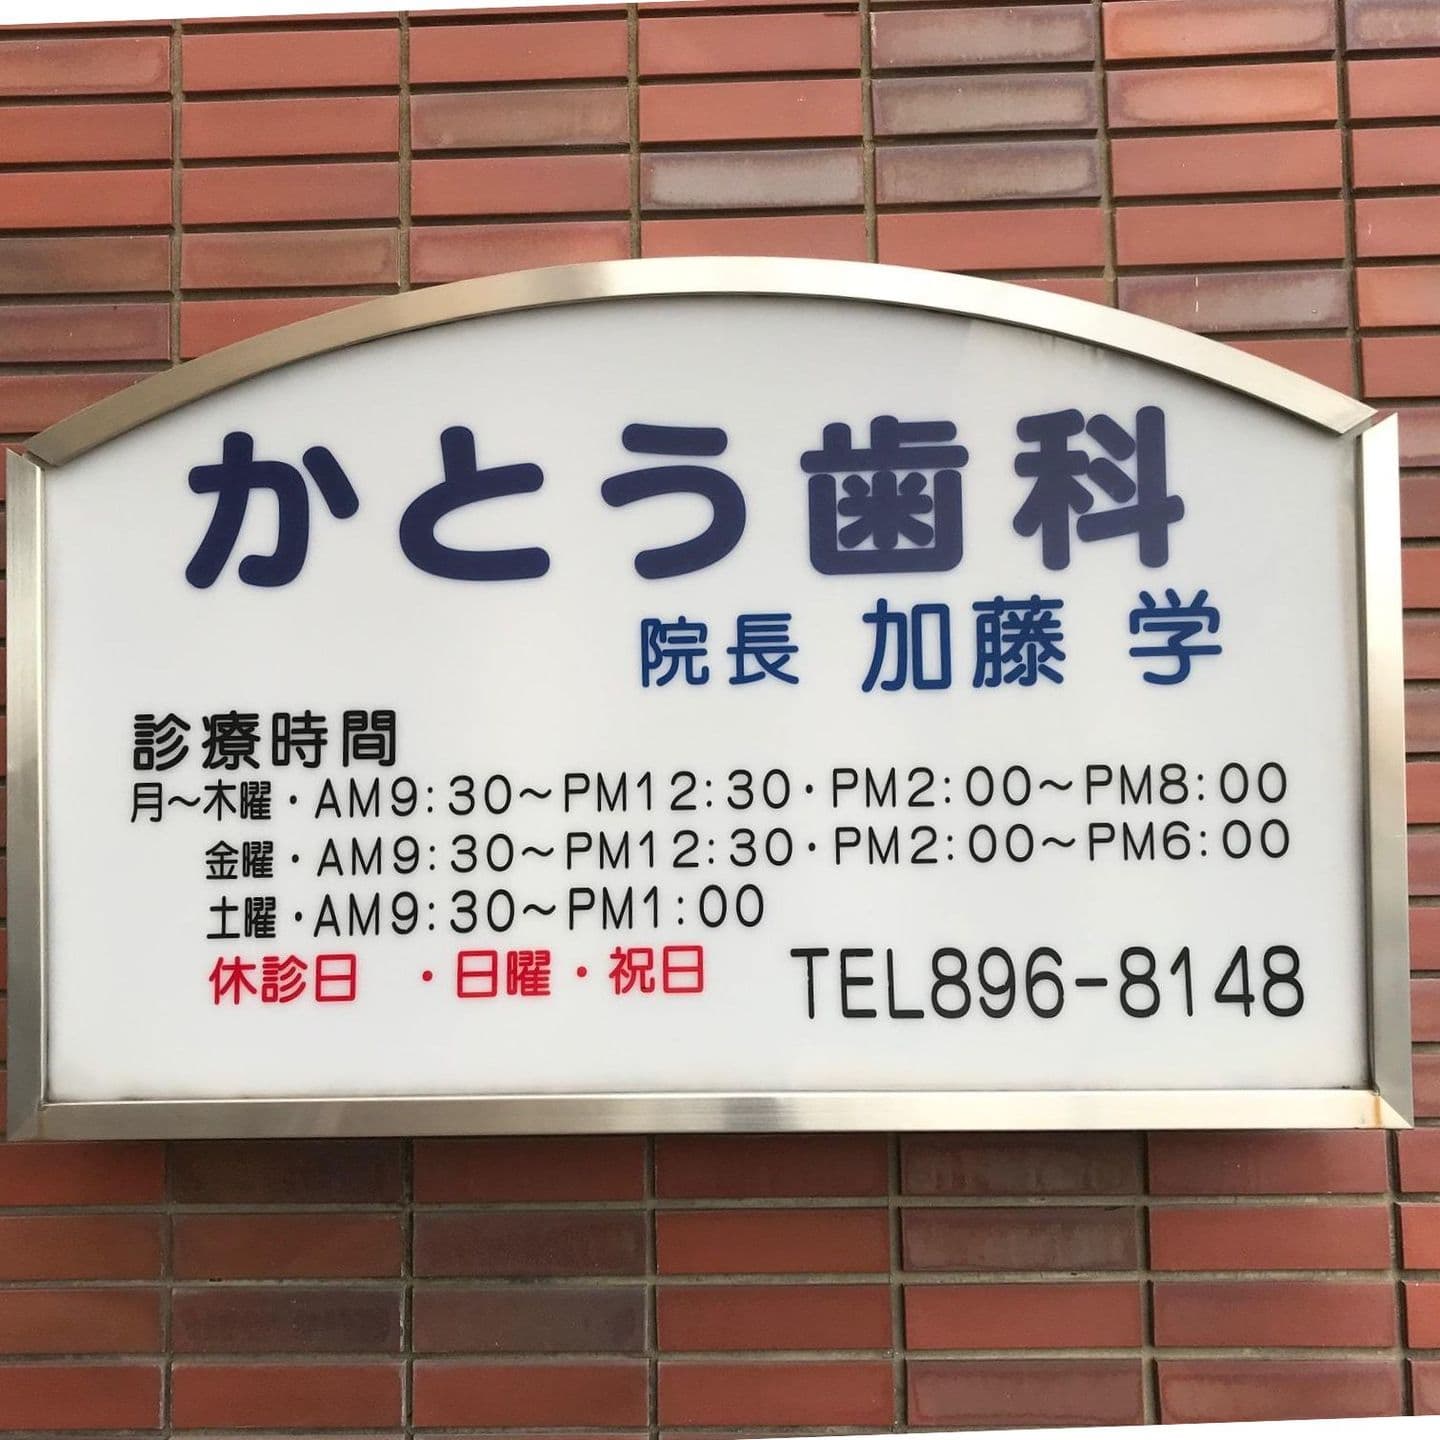 かとう歯科
院長 加藤 学
診療時間
月～木曜・AM9:30～PM12:30・PM2:00～PM8:00
金曜・AM9:30～PM12:30・PM2:00～PM6:00
土曜・AM9:30～PM1:00
休診日 ・日曜・祝日 TEL896-8148